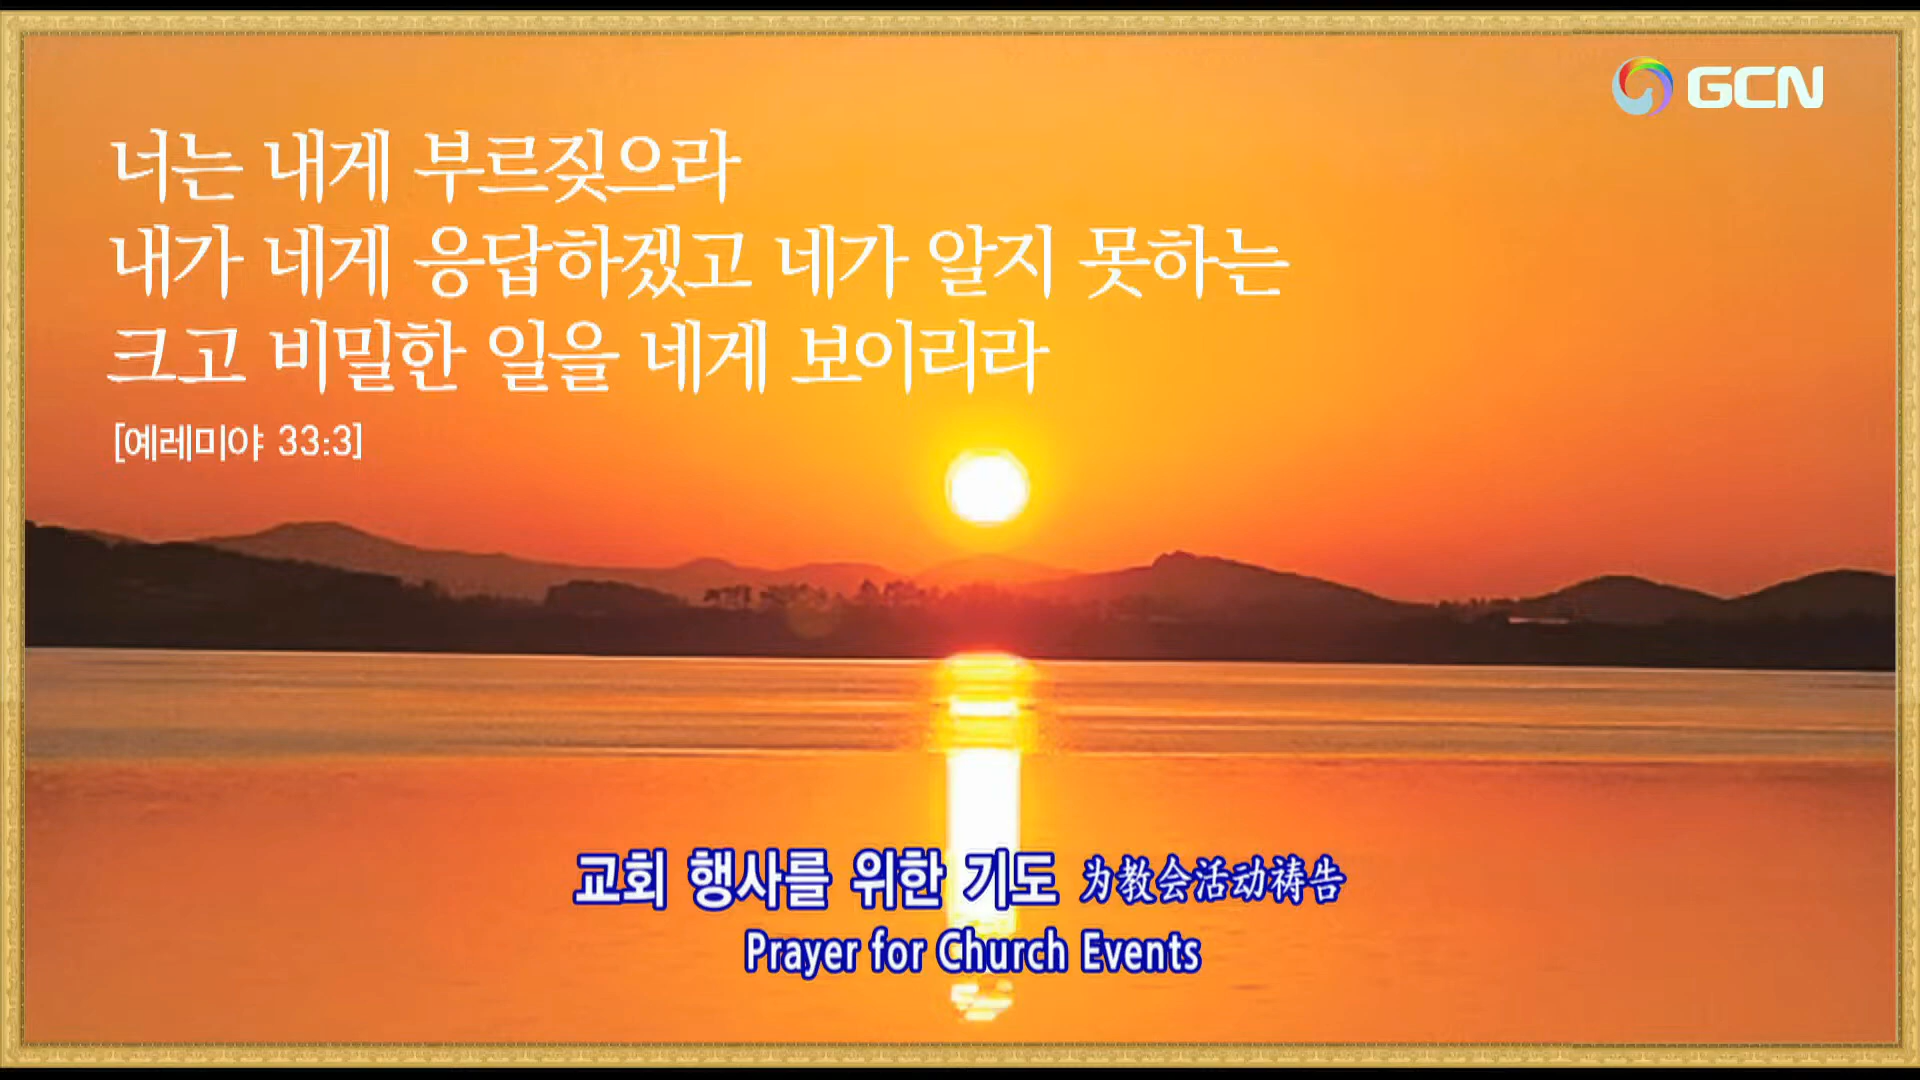 GCN
너는 내게 부르짖으라
내가 네게 응답하겠고 네가 알지 못하는
크고 비밀한 일을 네게 보이리라
[예레미야 33:3]
교회 행사를 위한 기도 为教会活动祷告
Prayer for Church Events